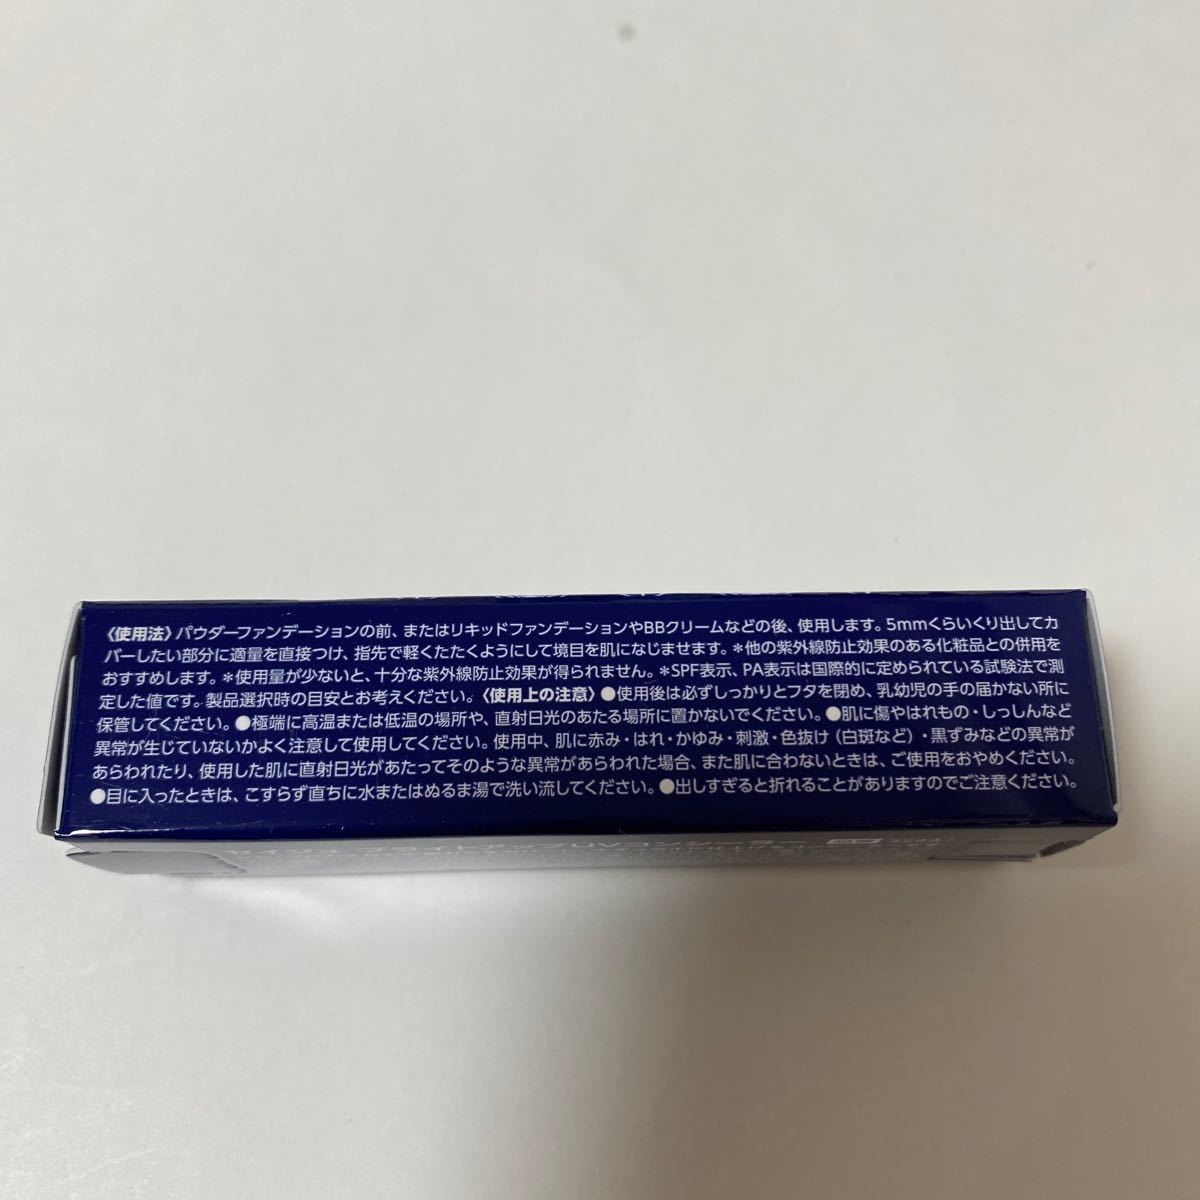 〈使用法〉パウダーファンデーションの前、またはリキッドファンデーションやBBクリームなどの後、使用します。5mmくらいくり出してカ
バーしたい部分に適量を直接つけ、指先で軽くたたくようにして境目を肌になじませます。＊他の紫外線防止効果のある化粧品との併用を
おすすめします。＊使用量が少ないと、十分な紫外線防止効果が得られません。＊SPF表示、PA表示は国際的に定められている試験法で測
定した値です。製品選択時の目安とお考えください。〈使用上の注意〉●使用後は必ずしっかりとフタを閉め、乳幼児の手の届かない所に
保管してください。●極端に高温または低温の場所や、直射日光のあたる場所に置かないでください。●肌に傷やはれもの・しっしんなど
異常が生じていないかよく注意して使用してください。使用中、肌に赤み・はれ・かゆみ・刺激・色抜け（白斑など）・黒ずみなどの異常が
あらわれたり、使用した肌に直射日光があたってそのような異常があらわれた場合、また肌に合わないときは、ご使用をおやめください。
●目に入ったときは、こすらず直ちに水またはぬるま湯で洗い流してください。●出しすぎると折れることがありますのでご注意ください。
ブライトアップUVコンシーラー